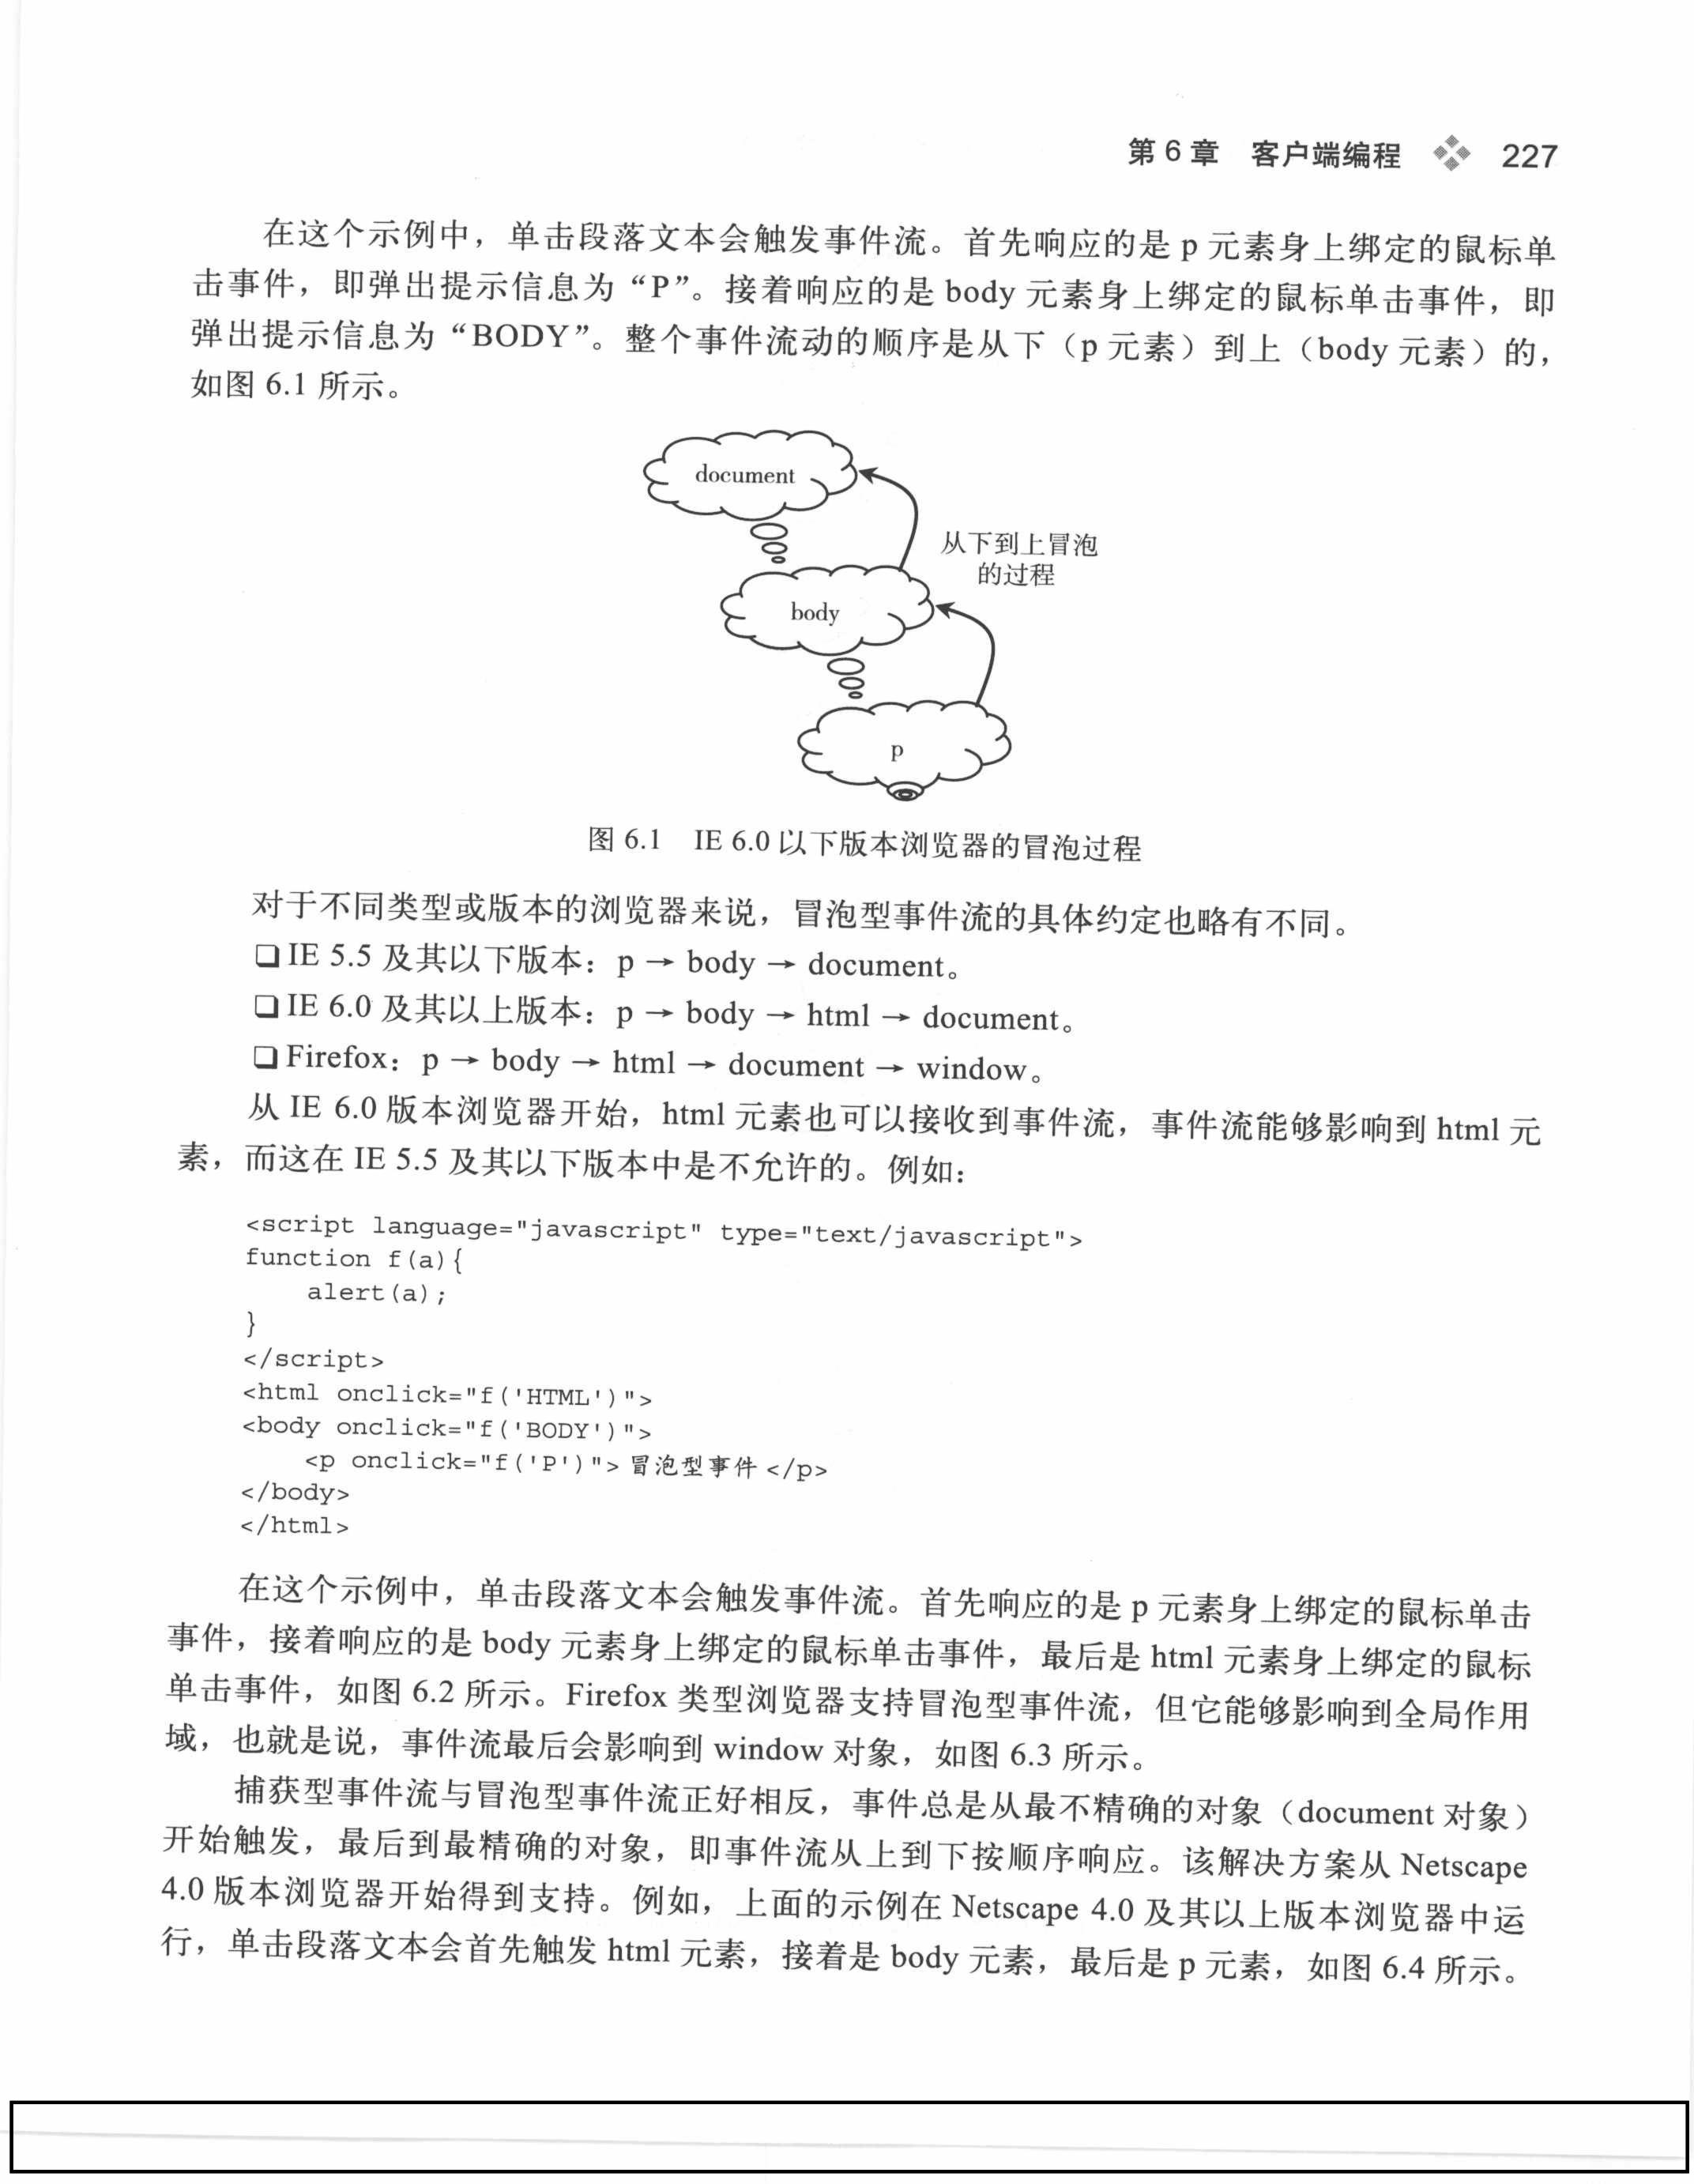 第 6 章　客户端编程　227
在这个示例中，单击段落文本会触发事件流。首先响应的是 p 元素身上绑定的鼠标单
击事件，即弹出提示信息为“P”。接着响应的是 body 元素身上绑定的鼠标单击事件，即
弹出提示信息为“BODY”。整个事件流动的顺序是从下（p 元素）到上（body 元素）的，
如图 6.1 所示。
document
从下到上冒泡
的过程
body
p
图 6.1　IE 6.0 以下版本浏览器的冒泡过程
对于不同类型或版本的浏览器来说，冒泡型事件流的具体约定也略有不同。
❑ IE 5.5 及其以下版本：p → body → document。
❑ IE 6.0 及其以上版本：p → body → html → document。
❑ Firefox：p → body → html → document → window。
从 IE 6.0 版本浏览器开始，html 元素也可以接收到事件流，事件流能够影响到 html 元
素，而这在 IE 5.5 及其以下版本中是不允许的。例如：
<script language="javascript" type="text/javascript">
function f(a){
    alert(a);
}
</script>
<html onclick="f('HTML')">
<body onclick="f('BODY')">
    <p onclick="f('P')"> 冒泡型事件 </p>
</body>
</html>
在这个示例中，单击段落文本会触发事件流。首先响应的是 p 元素身上绑定的鼠标单击
事件，接着响应的是 body 元素身上绑定的鼠标单击事件，最后是 html 元素身上绑定的鼠标
单击事件，如图 6.2 所示。Firefox 类型浏览器支持冒泡型事件流，但它能够影响到全局作用
域，也就是说，事件流最后会影响到 window 对象，如图 6.3 所示。
捕获型事件流与冒泡型事件流正好相反，事件总是从最不精确的对象（document 对象）
开始触发，最后到最精确的对象，即事件流从上到下按顺序响应。该解决方案从 Netscape
4.0 版本浏览器开始得到支持。例如，上面的示例在 Netscape 4.0 及其以上版本浏览器中运
行，单击段落文本会首先触发 html 元素，接着是 body 元素，最后是 p 元素，如图 6.4 所示。